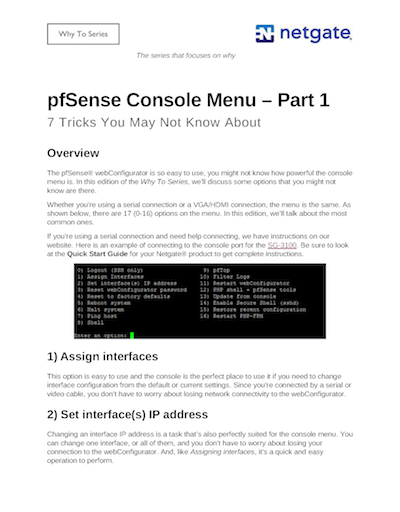 Why To Series
netgate®
The series that focuses on why
pfSense Console Menu – Part 1
7 Tricks You May Not Know About
Overview
The pfSense® webConfigurator is so easy to use, you might not know how powerful the console
menu is. In this edition of the Why To Series, we'll discuss some options that you might not
know are there.
Whether you're using a serial connection or a VGA/HDMI connection, the menu is the same. As
shown below, there are 17 (0-16) options on the menu. In this edition, we'll talk about the most
common ones.
If you're using a serial connection and need help connecting, we have instructions on our
website. Here is an example of connecting to the console port for the SG-3100. Be sure to look
at the Quick Start Guide for your Netgate® product to get complete instructions.
0) Logout (SSH only) 9) pfTop
1) Assign Interfaces 10) Filter Logs
2) Set interface(s) IP address 11) Restart webConfigurator
3) Reset webConfigurator password 12) PHP shell + pfSense tools
4) Reset to factory defaults 13) Update from console
5) Reboot system 14) Enable Secure Shell (sshd)
6) Halt system 15) Restore recent configuration
7) Ping host 16) Restart PHP-FPM
8) Shell
Enter an option:
1) Assign interfaces
This option is easy to use and the console is the perfect place to use it if you need to change
interface configuration from the default or current settings. Since you're connected by a serial or
video cable, you don't have to worry about losing network connectivity to the webConfigurator.
2) Set interface(s) IP address
Changing an interface IP address is a task that's also perfectly suited for the console menu. You
can change one interface, or all of them, and you don't have to worry about losing your
connection to the webConfigurator. And, like Assigning interfaces, it's a quick and easy
operation to perform.